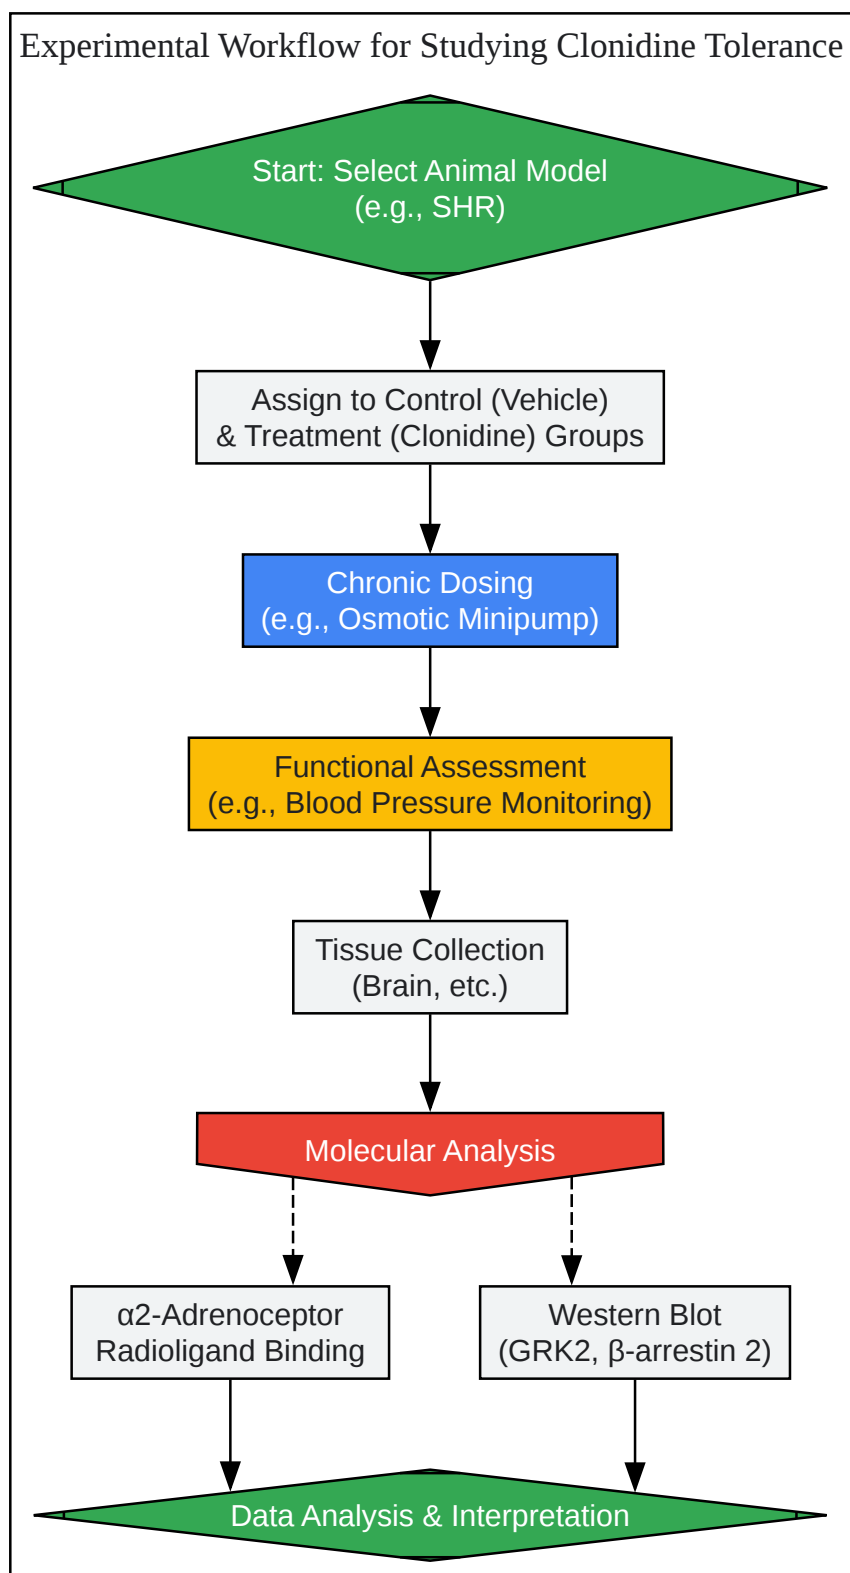 Experimental Workflow for Studying Clonidine Tolerance
Start: Select Animal Model
(e.g., SHR)
Assign to Control (Vehicle)
& Treatment (Clonidine) Groups
Chronic Dosing
(e.g., Osmotic Minipump)
Functional Assessment
(e.g., Blood Pressure Monitoring)
Tissue Collection
(Brain, etc.)
Molecular Analysis
α2-Adrenoceptor
Radioligand Binding
Western Blot
(GRK2, β-arrestin 2)
Data Analysis & Interpretation